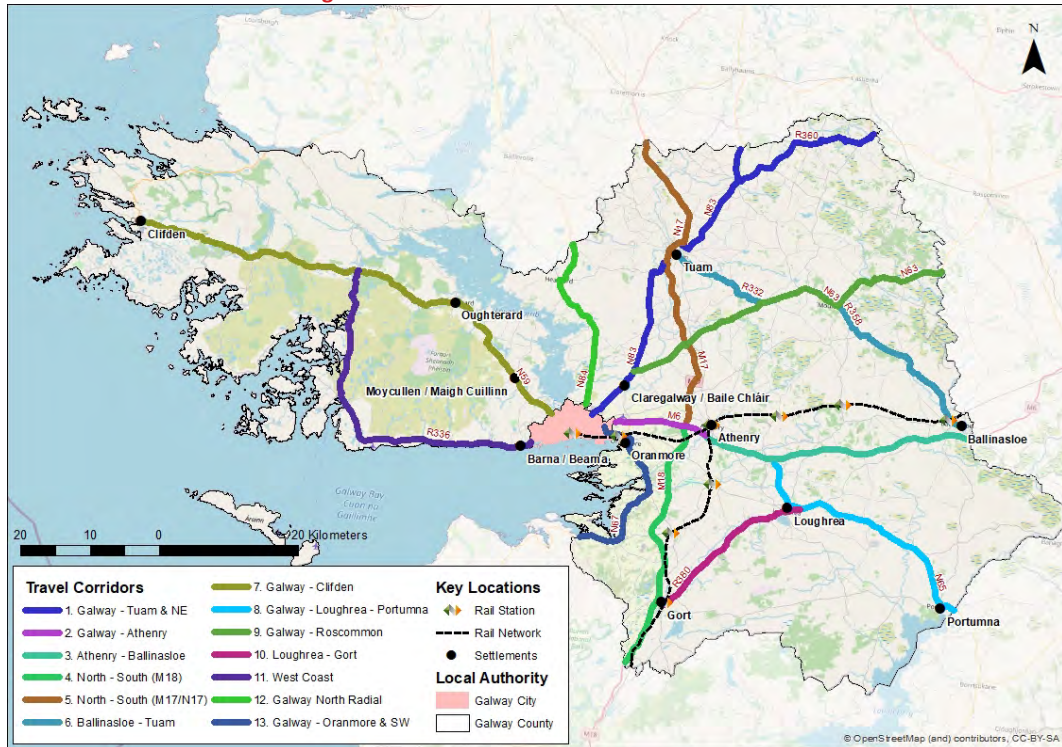 N
R360
N83
N17
Clifden
Tuam
R332
N63
N63
R358
Oughterard
N84
N83
M17
N59
Moycullen / Maigh Cuilinn
Claregalway / Baile Chláir
M6
Athenry
Ballinasloe
R336
Barna / Bearna
Oranmore
M18
Galway Bay
N67
Loughrea
R380
N65
Gort
Portumna
20 10 0 20 Kilometers
Travel Corridors
1. Galway - Tuam & NE
2. Galway - Athenry
3. Athenry - Ballinasloe
4. North - South (M18)
5. North - South (M17/N17)
6. Ballinasloe - Tuam
7. Galway - Clifden
8. Galway - Loughrea - Portumna
9. Galway - Roscommon
10. Loughrea - Gort
11. West Coast
12. Galway North Radial
13. Galway - Oranmore & SW
Key Locations
Rail Station
Rail Network
Settlements
Local Authority
Galway City
Galway County
© OpenStreetMap (and) contributors, CC-BY-SA